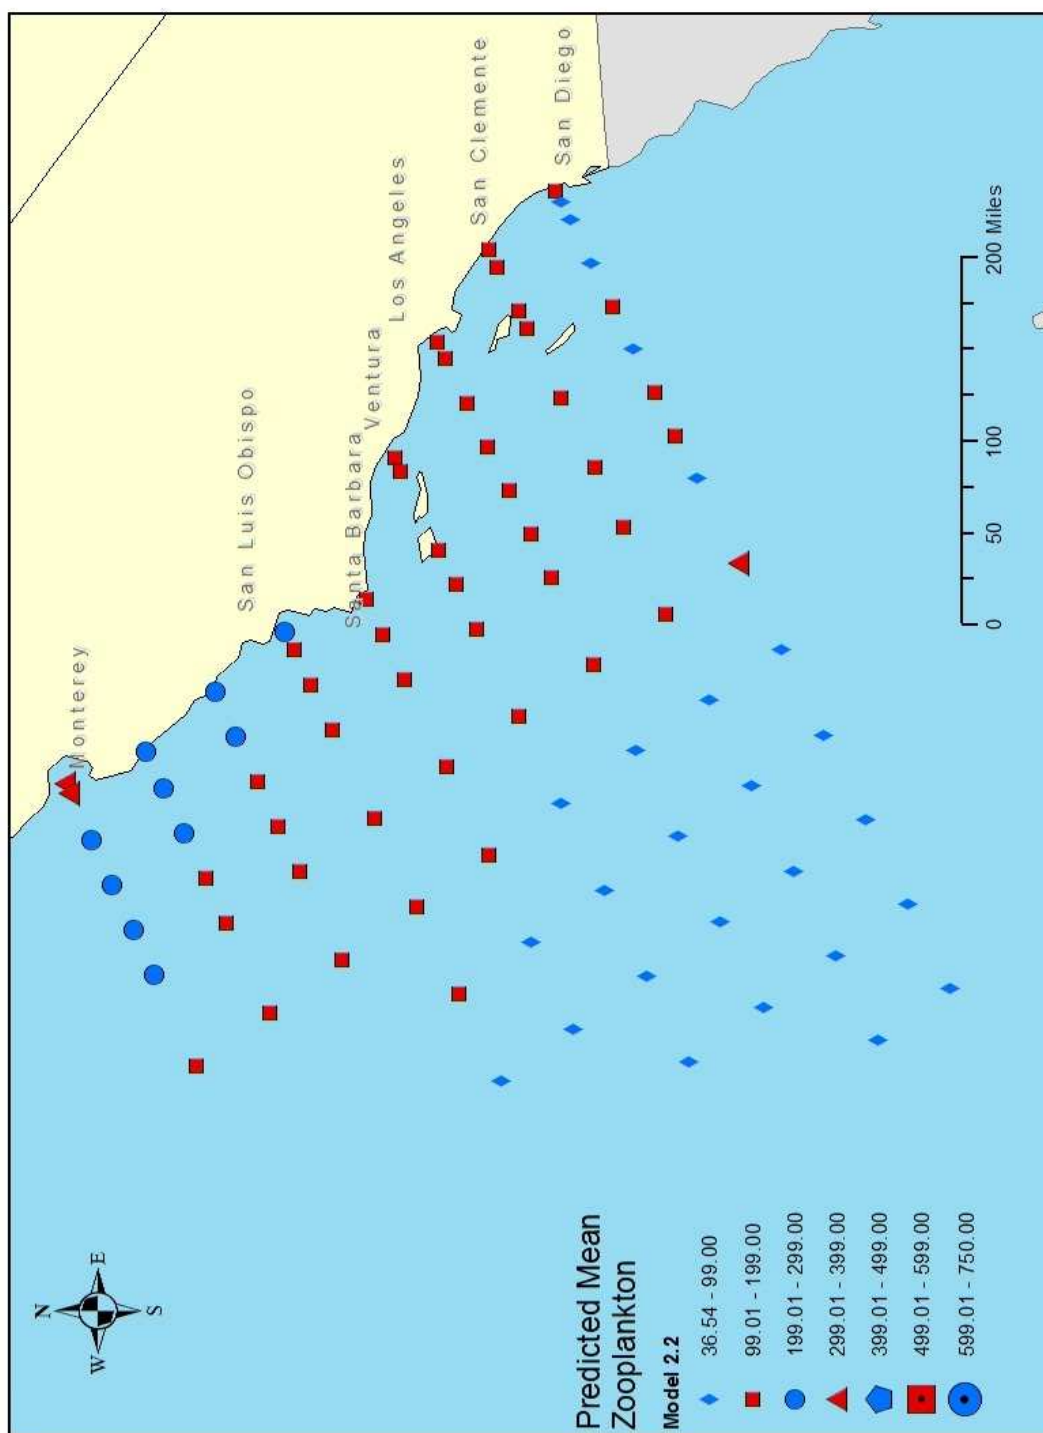 N
W
E
S
Monterey
San Luis Obispo
Santa Barbara
Ventura
Los Angeles
San Clemente
San Diego
Predicted Mean
Zooplankton
Model 2.2
36.54 - 99.00
99.01 - 199.00
199.01 - 299.00
299.01 - 399.00
399.01 - 499.00
499.01 - 599.00
599.01 - 750.00
0 50 100 200 Miles